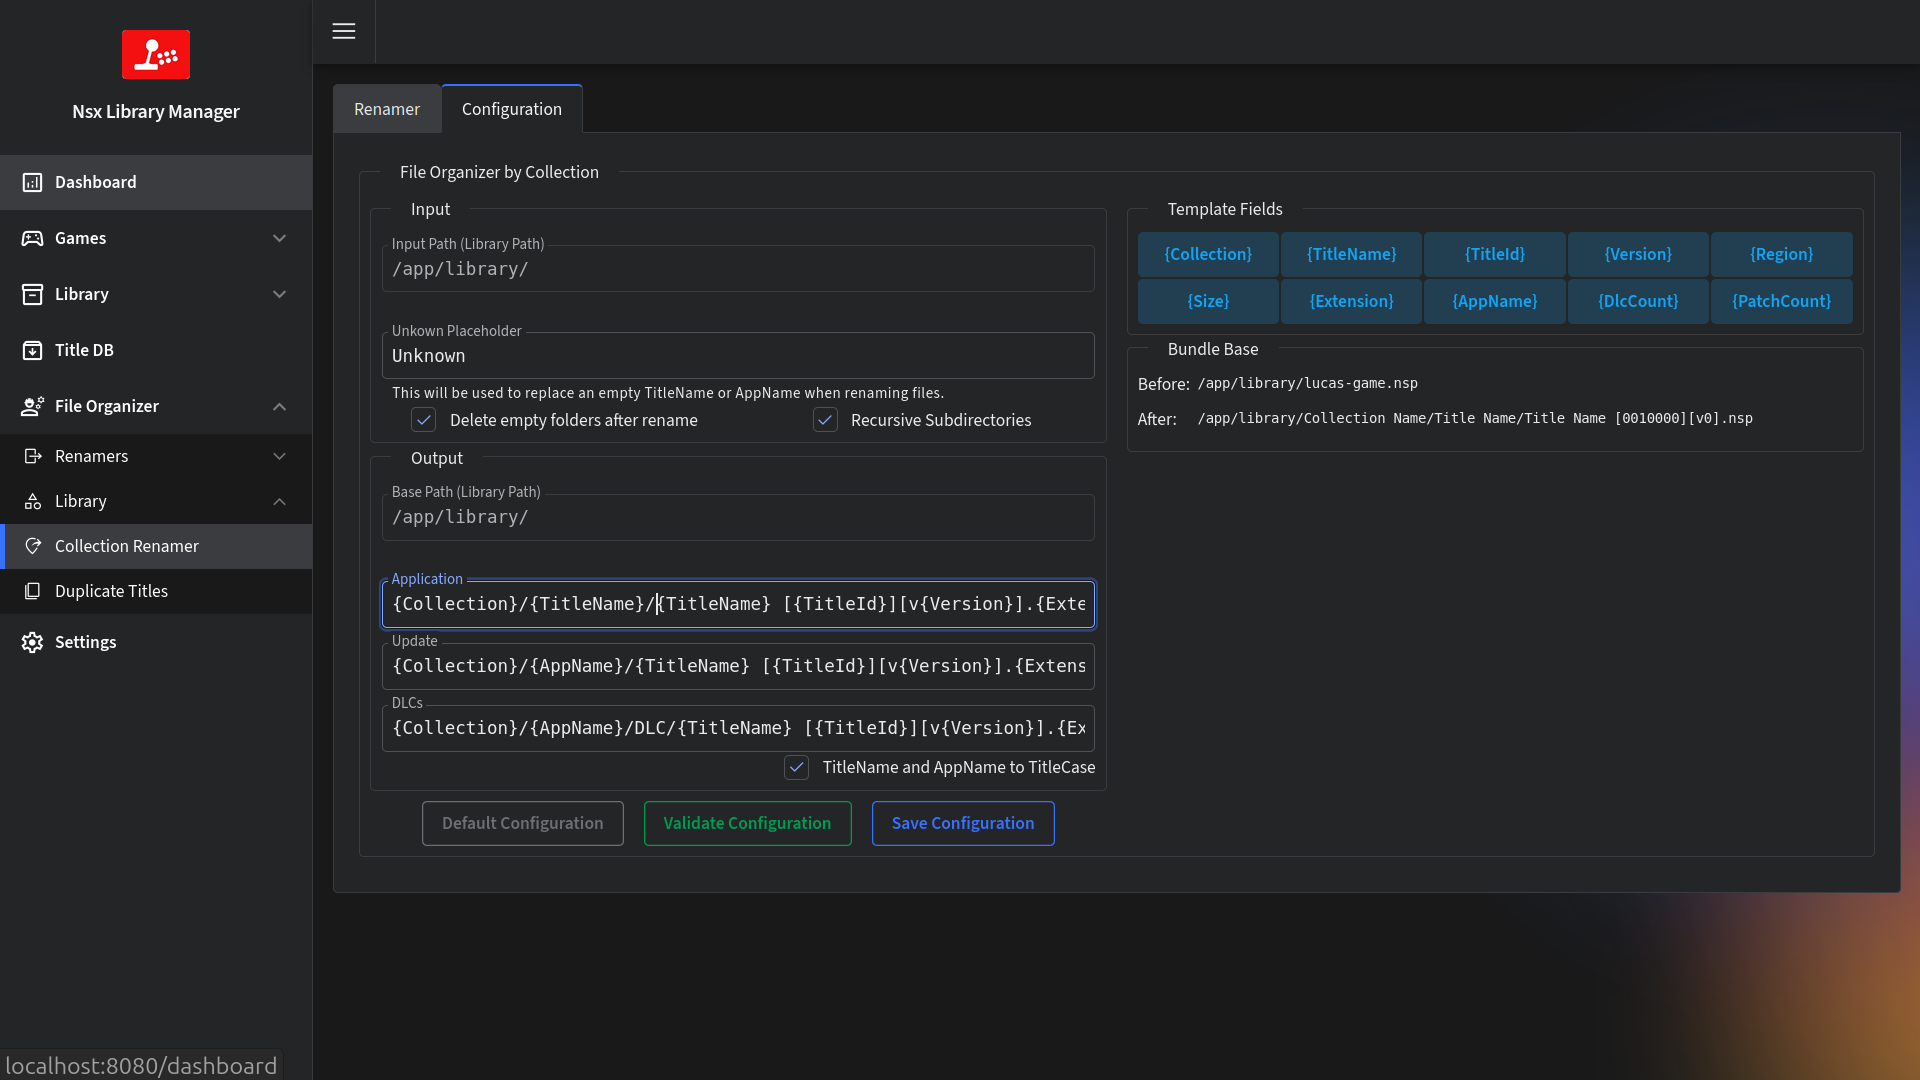 Nsx Library Manager
Dashboard
Games
Library
Title DB
File Organizer
Renamers
Library
Collection Renamer
Duplicate Titles
Settings
localhost:8080/dashboard
Renamer
Configuration
File Organizer by Collection
Input
Input Path (Library Path)
/app/library/
Unkown Placeholder
Unknown
This will be used to replace an empty TitleName or AppName when renaming files.
Delete empty folders after rename
Recursive Subdirectories
Output
Base Path (Library Path)
/app/library/
Application
{Collection}/{TitleName}/{TitleName} [{TitleId}][v{Version}].{Exte
Update
{Collection}/{AppName}/{TitleName} [{TitleId}][v{Version}].{Extens
DLCs
{Collection}/{AppName}/DLC/{TitleName} [{TitleId}][v{Version}].{Ex
TitleName and AppName to TitleCase
Default Configuration
Validate Configuration
Save Configuration
Template Fields
{Collection} {TitleName} {TitleId} {Version} {Region}
{Size} {Extension} {AppName} {DlcCount} {PatchCount}
Bundle Base
Before: /app/library/lucas-game.nsp
After: /app/library/Collection Name/Title Name/Title Name [0010000][v0].nsp